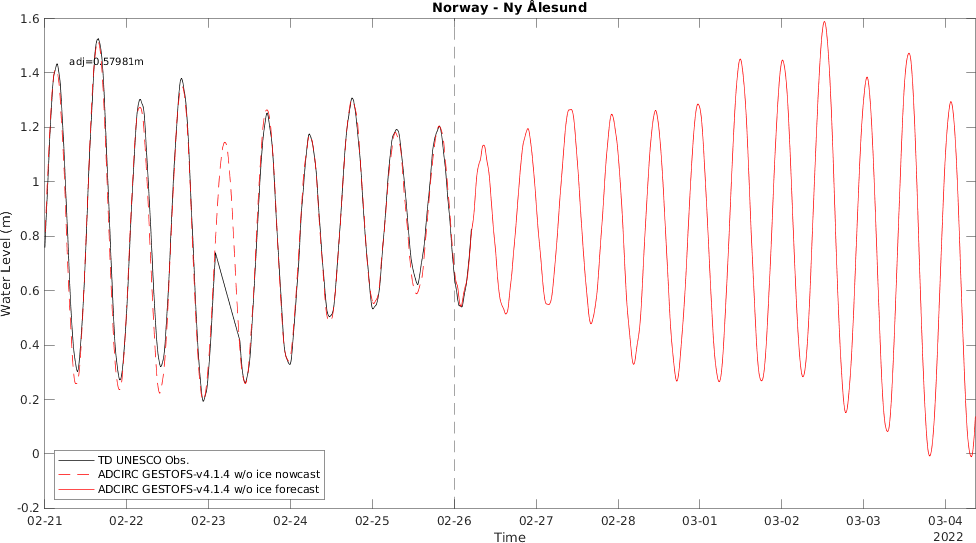 Norway - Ny Ålesund
adj=0.57981m
Water Level (m)
1.6
1.4
1.2
1
0.8
0.6
0.4
0.2
0
-0.2
TD UNESCO Obs.
ADCIRC GESTOFS-v4.1.4 w/o ice nowcast
ADCIRC GESTOFS-v4.1.4 w/o ice forecast
02-21 02-22 02-23 02-24 02-25 02-26 02-27 02-28 03-01 03-02 03-03 03-04
Time
2022